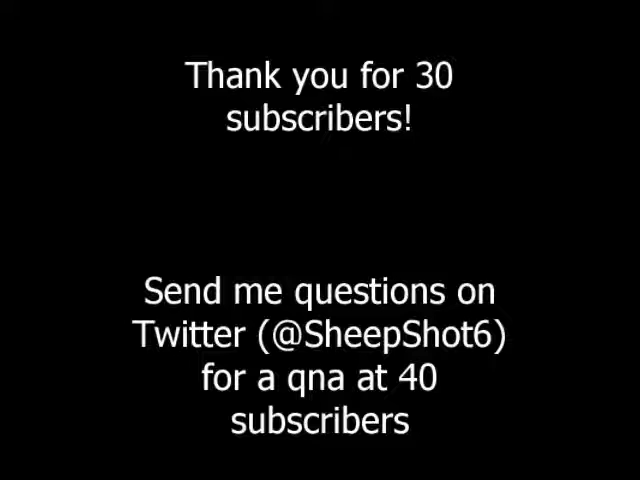 Thank you for 30
subscribers!
Send me questions on
Twitter (@SheepShot6)
for a qna at 40
subscribers